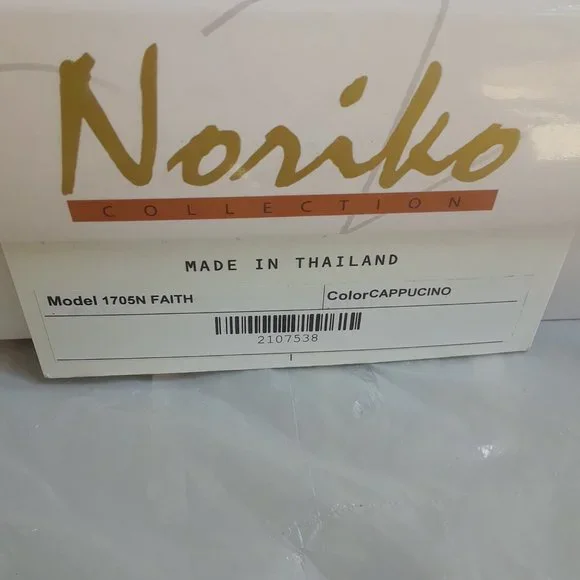 Noriko
COLLECTION
MADE IN THAILAND
Model 1705N FAITH ColorCAPPUCINO
2107538